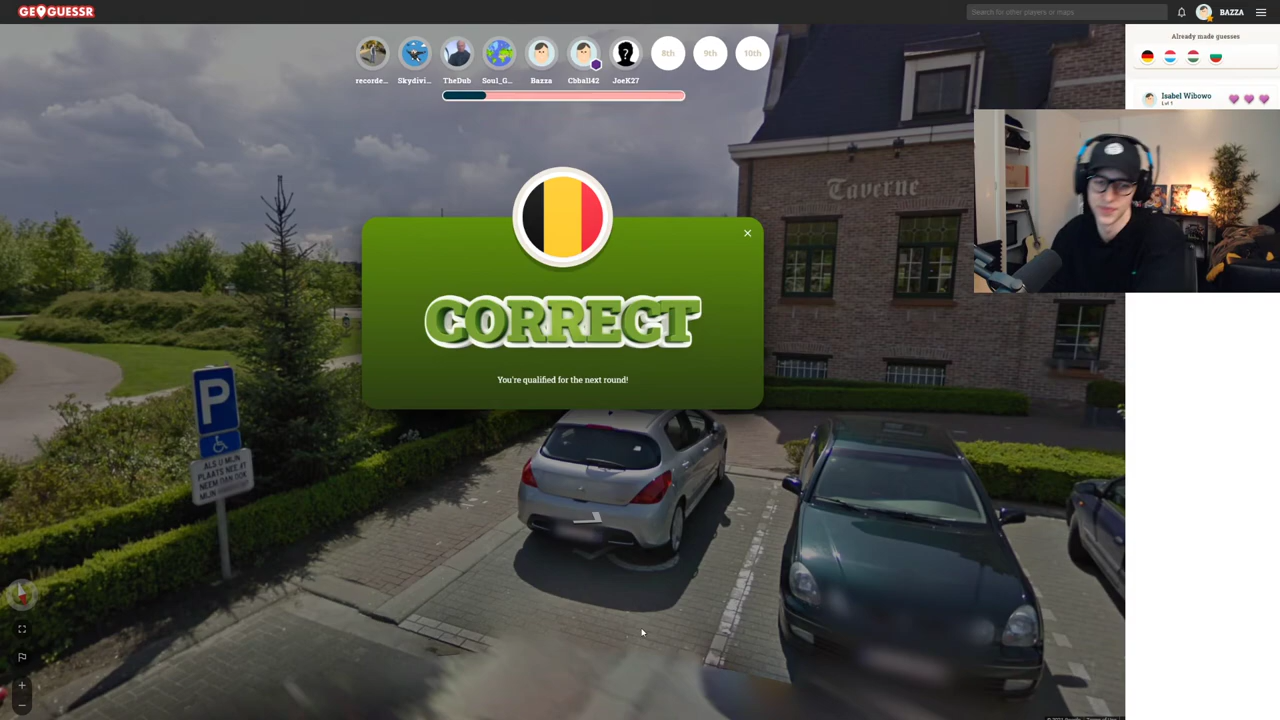 GEOGUESSR
Search for other players or maps
BAZZA
Already made guesses
Isabel Wibowo
Lvl 1
8th
9th
10th
recorde...
Skydivi...
TheDub
Soul_G...
Bazza
Cbball42
JoeK27
Taverne
CORRECT
You're qualified for the next round!
P
ALS U MIJN
PLAATS NEEMT
NEEM DAN OOK
MIJN